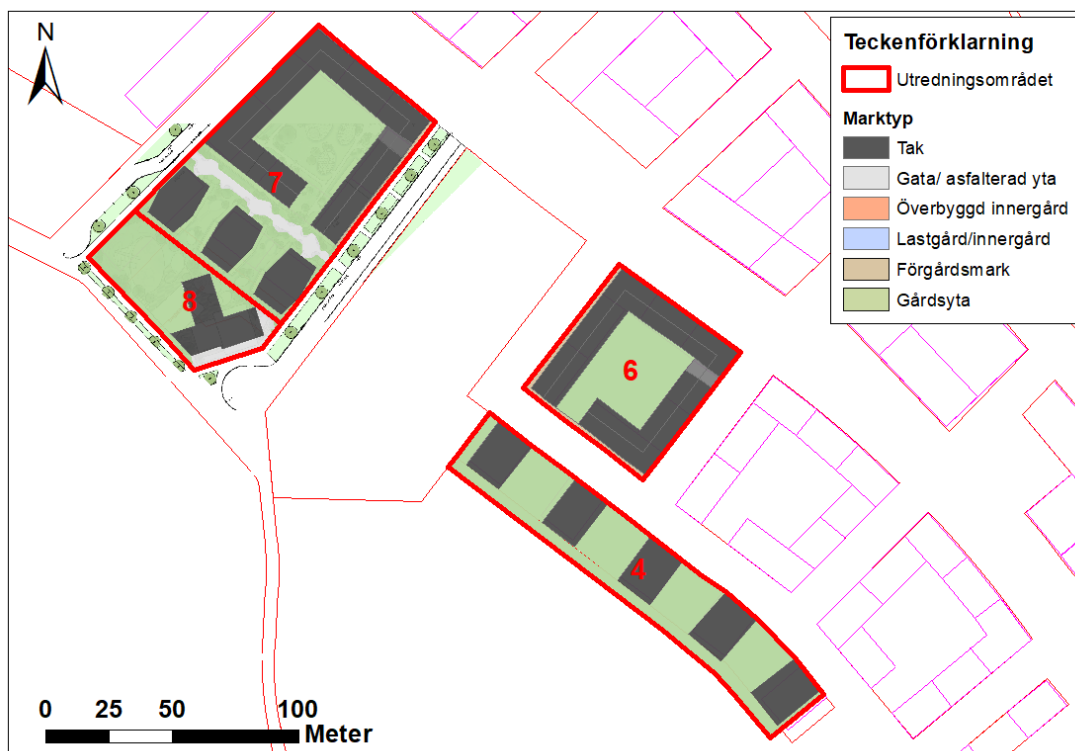 N
Teckenförklarning
Utredningsområdet
Marktyp
Tak
Gata/ asfalterad yta
Överbyggd innergård
Lastgård/innergård
Förgårdsmark
Gårdsyta
7
8
6
4
0 25 50 100
Meter